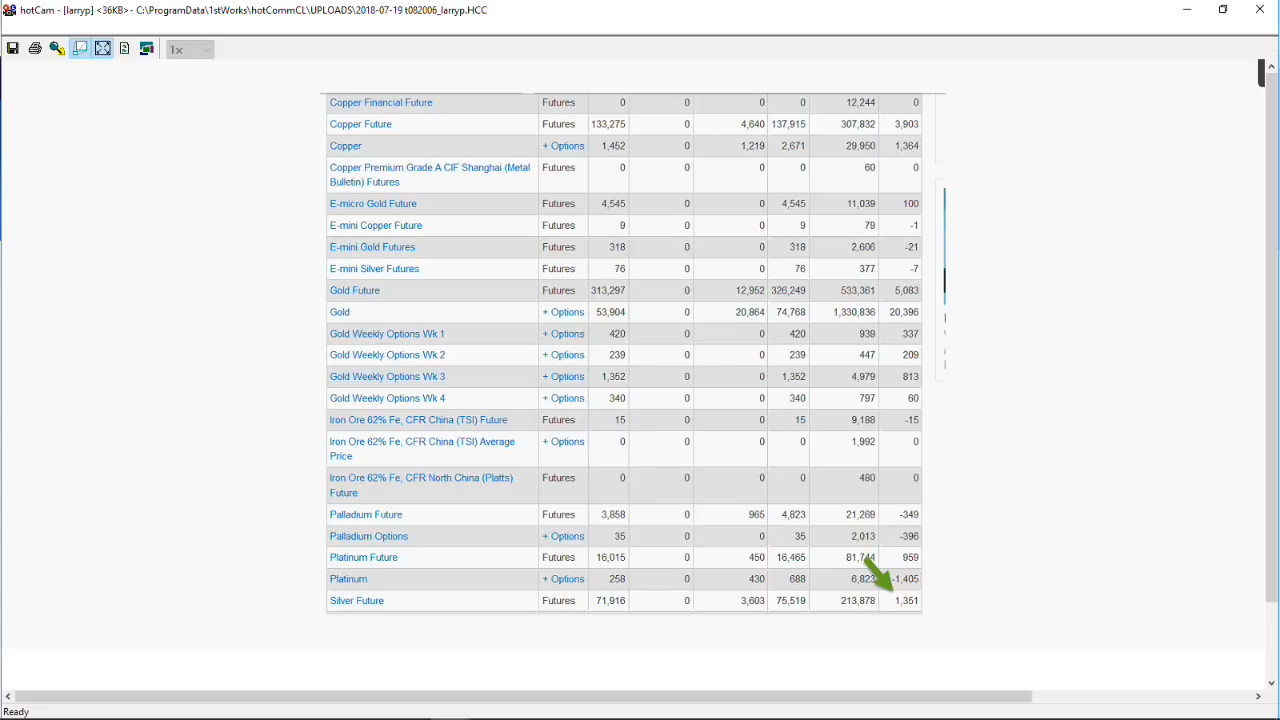 hotCam - [larryp] <36KB> - C:\ProgramData\1stWorks\hotCommCL\UPLOADS\2018-07-19 t082006_larryp.HCC
1x
Copper Financial Future Futures 0 0 0 0 12,244 0
Copper Future Futures 133,275 0 4,640 137,915 307,832 3,903
Copper + Options 1,452 0 1,219 2,671 29,950 1,364
Copper Premium Grade A CIF Shanghai (Metal Futures 0 0 0 0 60 0
Bulletin) Futures
E-micro Gold Future Futures 4,545 0 0 4,545 11,039 100
E-mini Copper Future Futures 9 0 0 9 79 -1
E-mini Gold Futures Futures 318 0 0 318 2,606 -21
E-mini Silver Futures Futures 76 0 0 76 377 -7
Gold Future Futures 313,297 0 12,952 326,249 533,361 5,083
Gold + Options 53,904 0 20,864 74,768 1,330,836 20,396
Gold Weekly Options Wk 1 + Options 420 0 0 420 939 337
Gold Weekly Options Wk 2 + Options 239 0 0 239 447 209
Gold Weekly Options Wk 3 + Options 1,352 0 0 1,352 4,979 813
Gold Weekly Options Wk 4 + Options 340 0 0 340 797 60
Iron Ore 62% Fe, CFR China (TSI) Future Futures 15 0 0 15 9,188 -15
Iron Ore 62% Fe, CFR China (TSI) Average + Options 0 0 0 0 1,992 0
Price
Iron Ore 62% Fe, CFR North China (Platts) Futures 0 0 0 0 480 0
Future
Palladium Future Futures 3,858 0 965 4,823 21,269 -349
Palladium Options + Options 35 0 0 35 2,013 -396
Platinum Future Futures 16,015 0 450 16,465 81,744 959
Platinum + Options 258 0 430 688 6,823 -1,405
Silver Future Futures 71,916 0 3,603 75,519 213,878 1,351
Ready